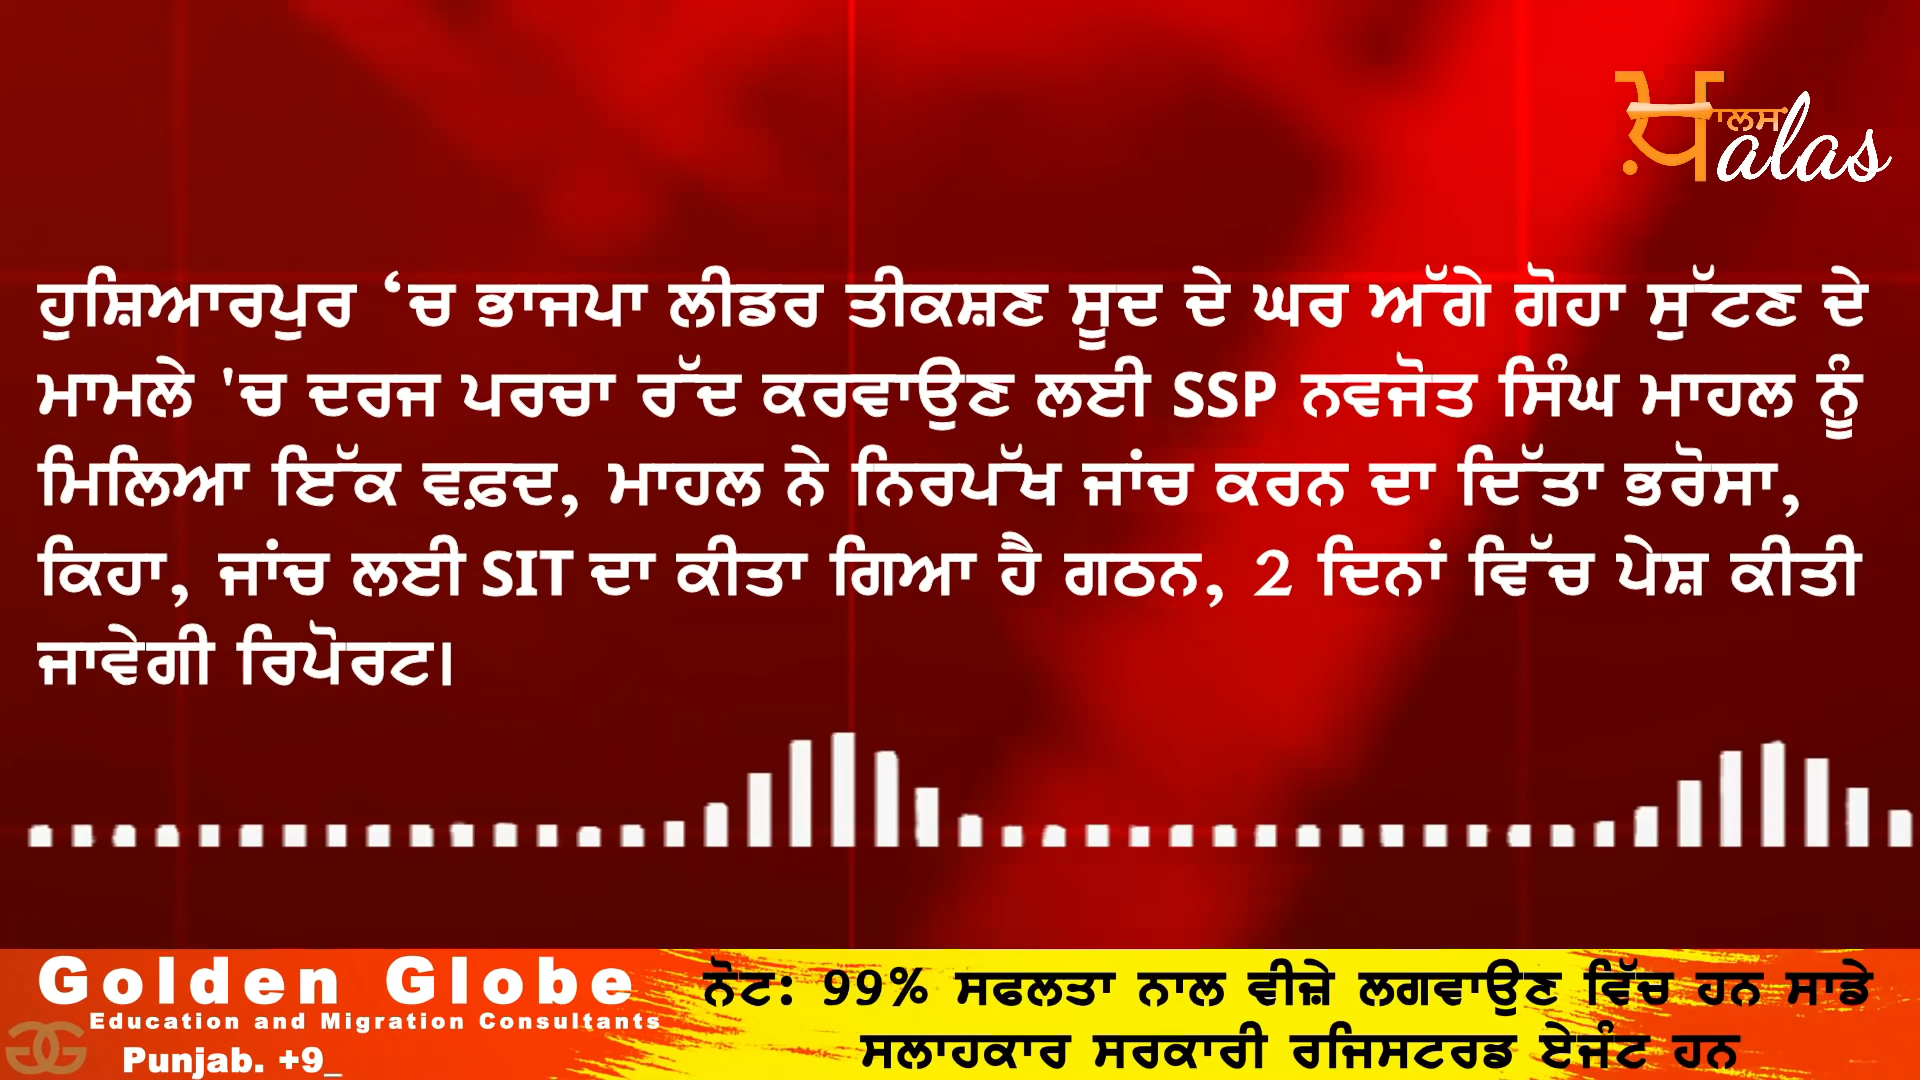 ਖ਼ਾਲਸ alas
ਹੁਸ਼ਿਆਰਪੁਰ ‘ਚ ਭਾਜਪਾ ਲੀਡਰ ਤੀਕਸ਼ਣ ਸੂਦ ਦੇ ਘਰ ਅੱਗੇ ਗੋਹਾ ਸੁੱਟਣ ਦੇ
ਮਾਮਲੇ 'ਚ ਦਰਜ ਪਰਚਾ ਰੱਦ ਕਰਵਾਉਣ ਲਈ SSP ਨਵਜੋਤ ਸਿੰਘ ਮਾਹਲ ਨੂੰ
ਮਿਲਿਆ ਇੱਕ ਵਫ਼ਦ, ਮਾਹਲ ਨੇ ਨਿਰਪੱਖ ਜਾਂਚ ਕਰਨ ਦਾ ਦਿੱਤਾ ਭਰੋਸਾ,
ਕਿਹਾ, ਜਾਂਚ ਲਈ SIT ਦਾ ਕੀਤਾ ਗਿਆ ਹੈ ਗਠਨ, 2 ਦਿਨਾਂ ਵਿੱਚ ਪੇਸ਼ ਕੀਤੀ
ਜਾਵੇਗੀ ਰਿਪੋਰਟ।
Golden Globe
Education and Migration Consultants
Punjab. +9_
ਨੋਟ: 99% ਸਫਲਤਾ ਨਾਲ ਵੀਜ਼ੇ ਲਗਵਾਉਣ ਵਿੱਚ ਹਨ ਸਾਡੇ
ਸਲਾਹਕਾਰ ਸਰਕਾਰੀ ਰਜਿਸਟਰਡ ਏਜੰਟ ਹਨ